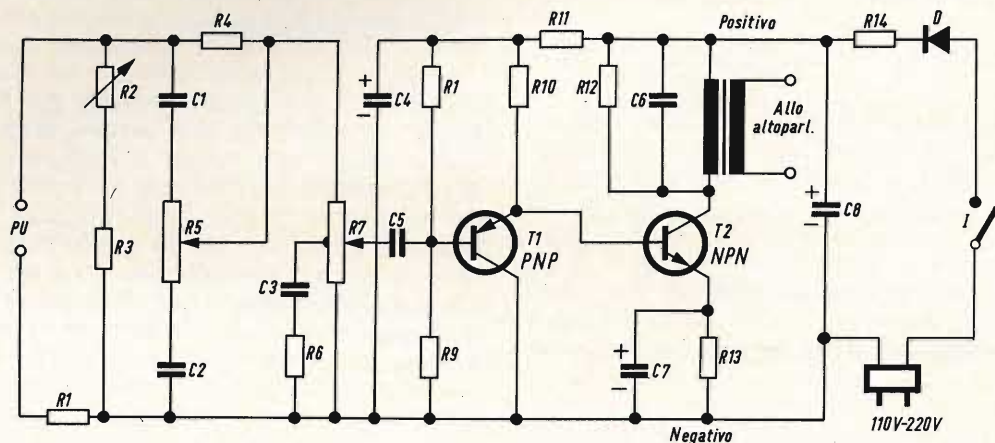 R4
R11
Positivo
R14
D
R2
C1
+
C4
-
R1
R10
R12
C6
Allo
altoparl.
PU
R3
R5
R7
C5
T1
PNP
T2
NPN
+
C8
-
I
C3
R6
C2
R9
+
C7
-
R13
R1
Negativo
110V-220V